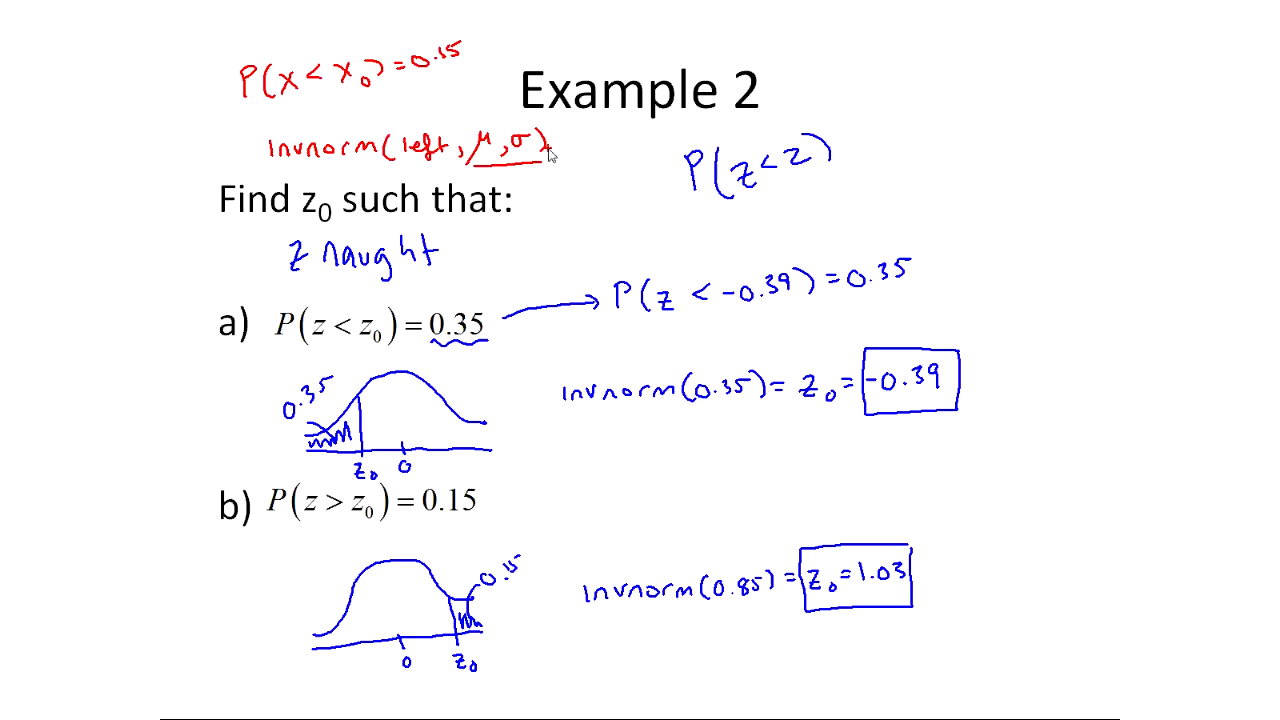 P(x < x₀) = 0.15
Example 2
invnorm(left, μ, σ)
P(z < z)
Find z₀ such that:
z naught
P(z < -0.39) = 0.35
a) P(z < z₀) = 0.35
invnorm(0.35) = z₀ = -0.39
0.35
z₀ 0
b) P(z > z₀) = 0.15
0.15
invnorm(0.85) = z₀ = 1.03
0 z₀